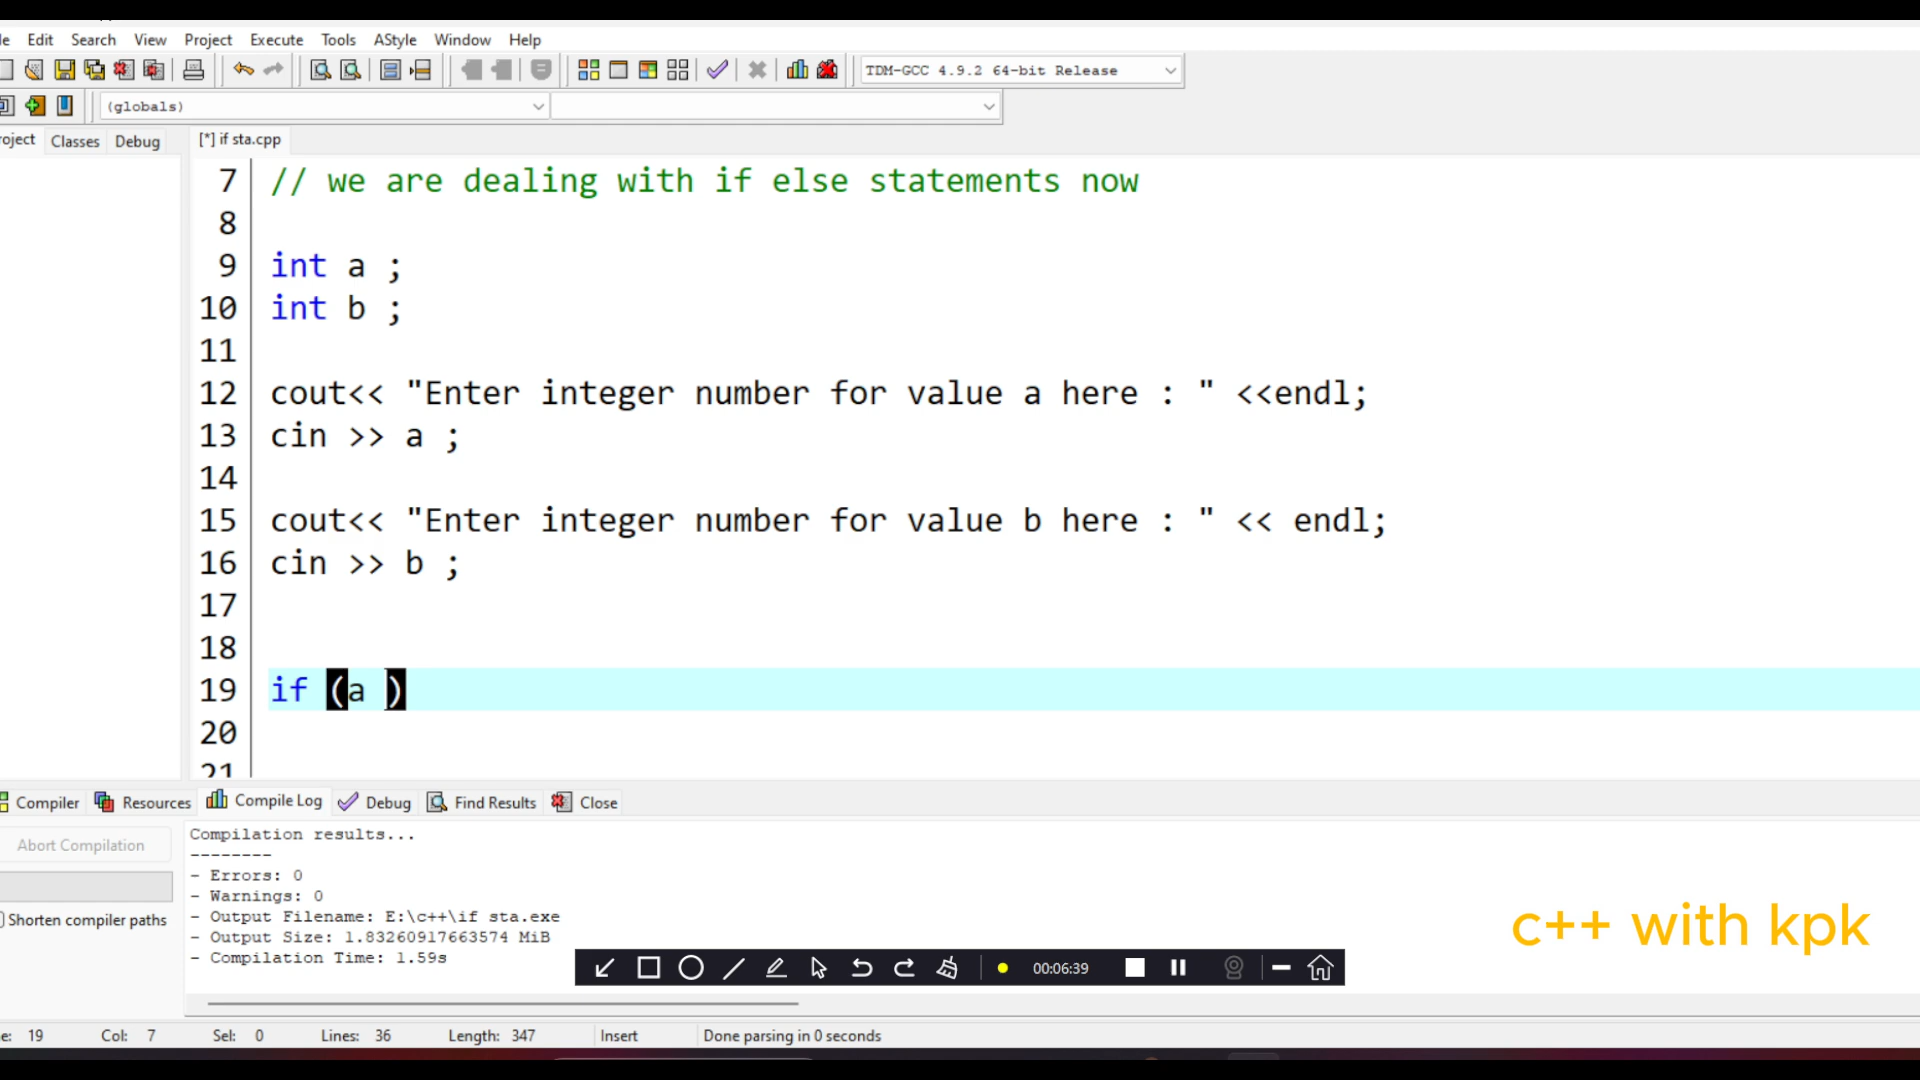 le Edit Search View Project Execute Tools AStyle Window Help
TDM-GCC 4.9.2 64-bit Release
(globals)
roject Classes Debug [*] if sta.cpp
7 // we are dealing with if else statements now
8
9 int a ;
10 int b ;
11
12 cout<< "Enter integer number for value a here : " <<endl;
13 cin >> a ;
14
15 cout<< "Enter integer number for value b here : " << endl;
16 cin >> b ;
17
18
19 if (a )
20
21
Compiler Resources Compile Log Debug Find Results Close
Abort Compilation
Shorten compiler paths
Compilation results...
--------
- Errors: 0
- Warnings: 0
- Output Filename: E:\c++\if sta.exe
- Output Size: 1.83260917663574 MiB
- Compilation Time: 1.59s
c++ with kpk
00:06:39
e: 19 Col: 7 Sel: 0 Lines: 36 Length: 347 Insert Done parsing in 0 seconds